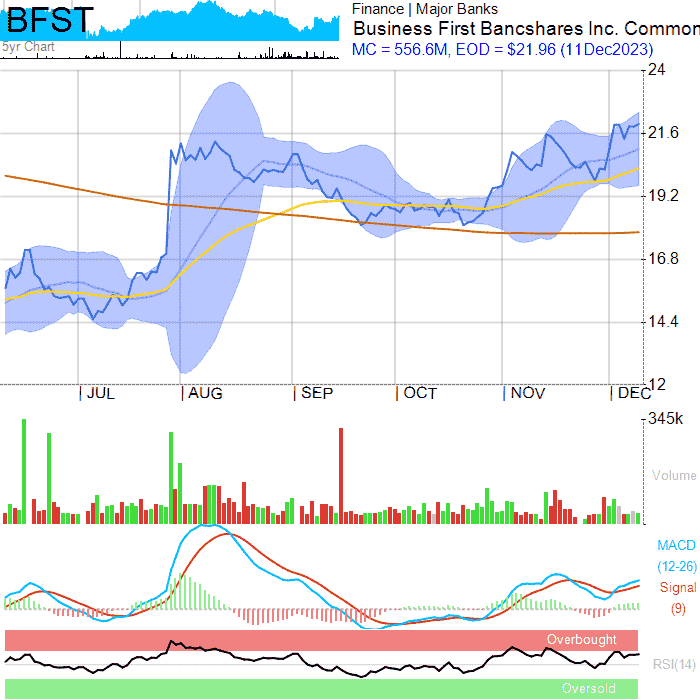 BFST
5yr Chart
Finance | Major Banks
Business First Bancshares Inc. Common
MC = 556.6M, EOD = $21.96 (11Dec2023)
24
21.6
19.2
16.8
14.4
12
| JUL | AUG | SEP | OCT | NOV | DEC
345k
Volume
MACD
(12-26)
Signal
(9)
Overbought
RSI(14)
Oversold